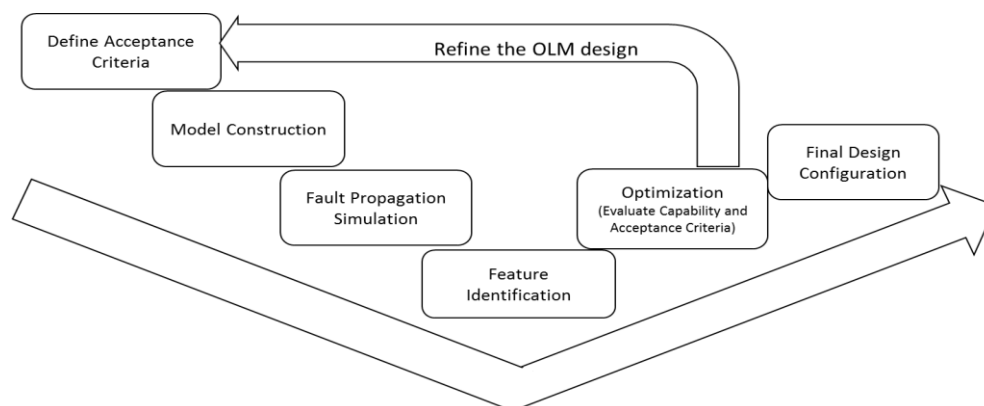 Define Acceptance
Criteria
Refine the OLM design
Model Construction
Final Design
Configuration
Fault Propagation
Simulation
Optimization
(Evaluate Capability and
Acceptance Criteria)
Feature
Identification